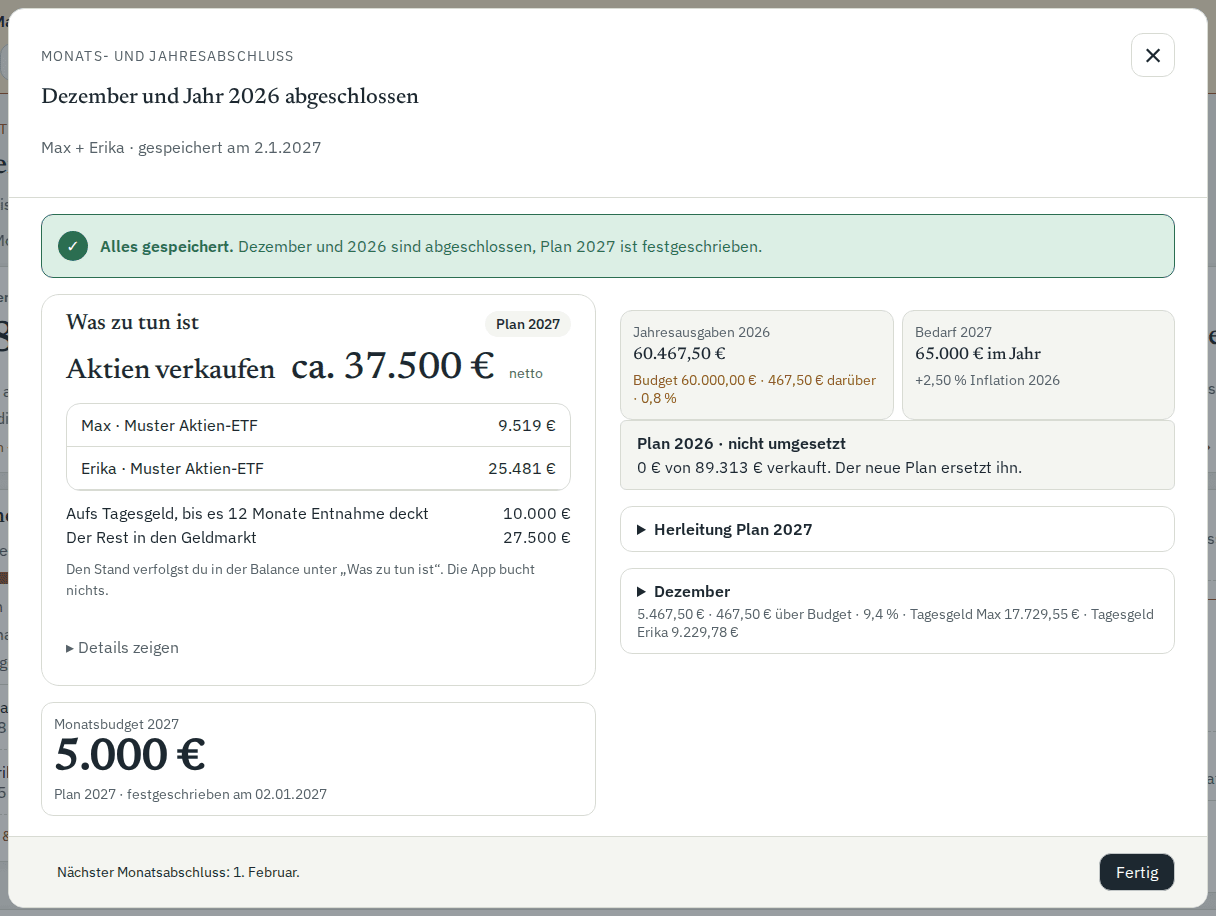 MONATS- UND JAHRESABSCHLUSS
Dezember und Jahr 2026 abgeschlossen
Max + Erika · gespeichert am 2.1.2027
✓ Alles gespeichert. Dezember und 2026 sind abgeschlossen, Plan 2027 ist festgeschrieben.
Was zu tun ist
Plan 2027
Aktien verkaufen ca. 37.500 € netto
Max · Muster Aktien-ETF 9.519 €
Erika · Muster Aktien-ETF 25.481 €
Aufs Tagesgeld, bis es 12 Monate Entnahme deckt 10.000 €
Der Rest in den Geldmarkt 27.500 €
Den Stand verfolgst du in der Balance unter „Was zu tun ist“. Die App bucht
nichts.
▸ Details zeigen
Monatsbudget 2027
5.000 €
Plan 2027 · festgeschrieben am 02.01.2027
Jahresausgaben 2026
60.467,50 €
Budget 60.000,00 € · 467,50 € darüber
· 0,8 %
Bedarf 2027
65.000 € im Jahr
+2,50 % Inflation 2026
Plan 2026 · nicht umgesetzt
0 € von 89.313 € verkauft. Der neue Plan ersetzt ihn.
▶ Herleitung Plan 2027
▶ Dezember
5.467,50 € · 467,50 € über Budget · 9,4 % · Tagesgeld Max 17.729,55 € · Tagesgeld
Erika 9.229,78 €
Nächster Monatsabschluss: 1. Februar.
Fertig